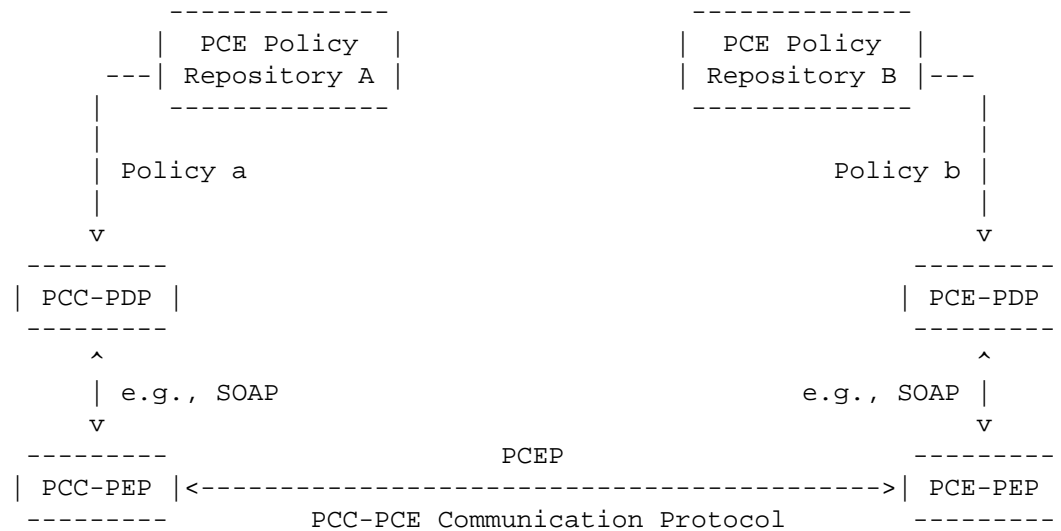 PCE Policy PCE Policy
Repository A Repository B
Policy a Policy b
PCC-PDP PCE-PDP
e.g., SOAP e.g., SOAP
PCEP
PCC-PEP PCE-PEP
PCC-PCE Communication Protocol